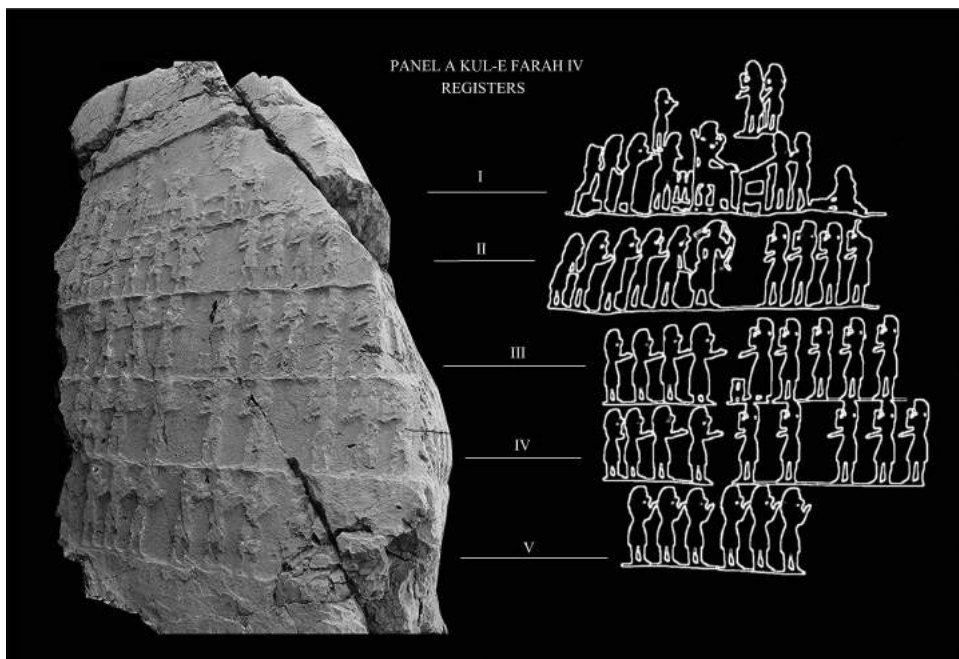 PANEL A KUL-E FARAH IV
REGISTERS
I
II
III
IV
V